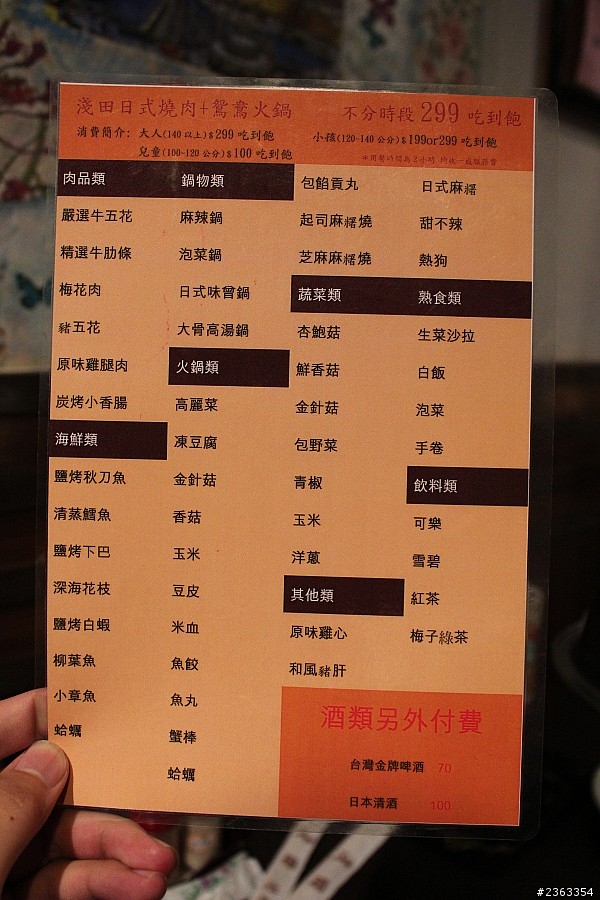 淺田日式燒肉+鴛鴦火鍋
不分時段 299 吃到飽
消費簡介: 大人(140 以上)$299 吃到飽
小孩(120-140 公分)$199or299 吃到飽
兒童(100-120 公分)$100 吃到飽
肉品類
嚴選牛五花
精選牛肋條
梅花肉
豬五花
原味雞腿肉
炭烤小香腸
海鮮類
鹽烤秋刀魚
清蒸鱈魚
鹽烤下巴
深海花枝
鹽烤白蝦
柳葉魚
小章魚
蛤蠣
鍋物類
麻辣鍋
泡菜鍋
日式味曾鍋
大骨高湯鍋
火鍋類
高麗菜
凍豆腐
金針菇
香菇
玉米
豆皮
米血
魚餃
魚丸
蟹棒
蛤蠣
包餡貢丸
起司麻糬燒
芝麻麻糬燒
蔬菜類
杏鮑菇
鮮香菇
金針菇
包野菜
青椒
玉米
洋蔥
其他類
原味雞心
和風豬肝
日式麻糬
甜不辣
熱狗
熟食類
生菜沙拉
白飯
泡菜
手卷
飲料類
可樂
雪碧
紅茶
梅子綠茶
酒類另外付費
台灣金牌啤酒 70
日本清酒 100
#2363354